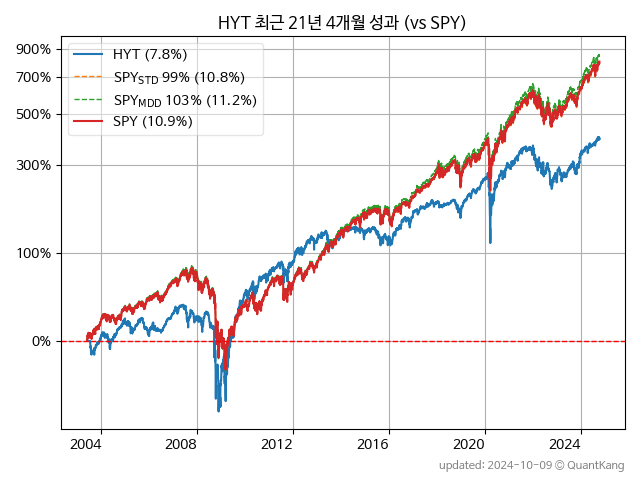 HYT 최근 21년 4개월 성과 (vs SPY)
HYT (7.8%)
SPY_STD 99% (10.8%)
SPY_MDD 103% (11.2%)
SPY (10.9%)
900%
700%
500%
300%
100%
0%
2004 2008 2012 2016 2020 2024
updated: 2024-10-09 © QuantKang